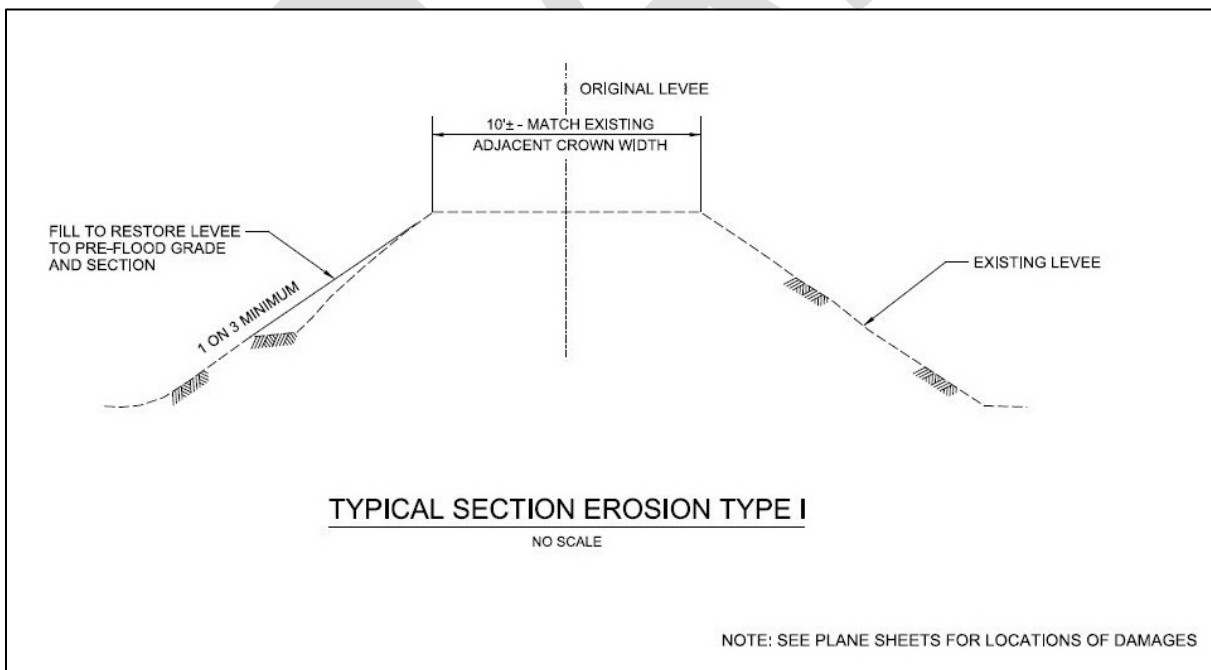 ORIGINAL LEVEE
10'± - MATCH EXISTING
ADJACENT CROWN WIDTH
FILL TO RESTORE LEVEE
TO PRE-FLOOD GRADE
AND SECTION
EXISTING LEVEE
1 ON 3 MINIMUM
TYPICAL SECTION EROSION TYPE I
NO SCALE
NOTE: SEE PLANE SHEETS FOR LOCATIONS OF DAMAGES